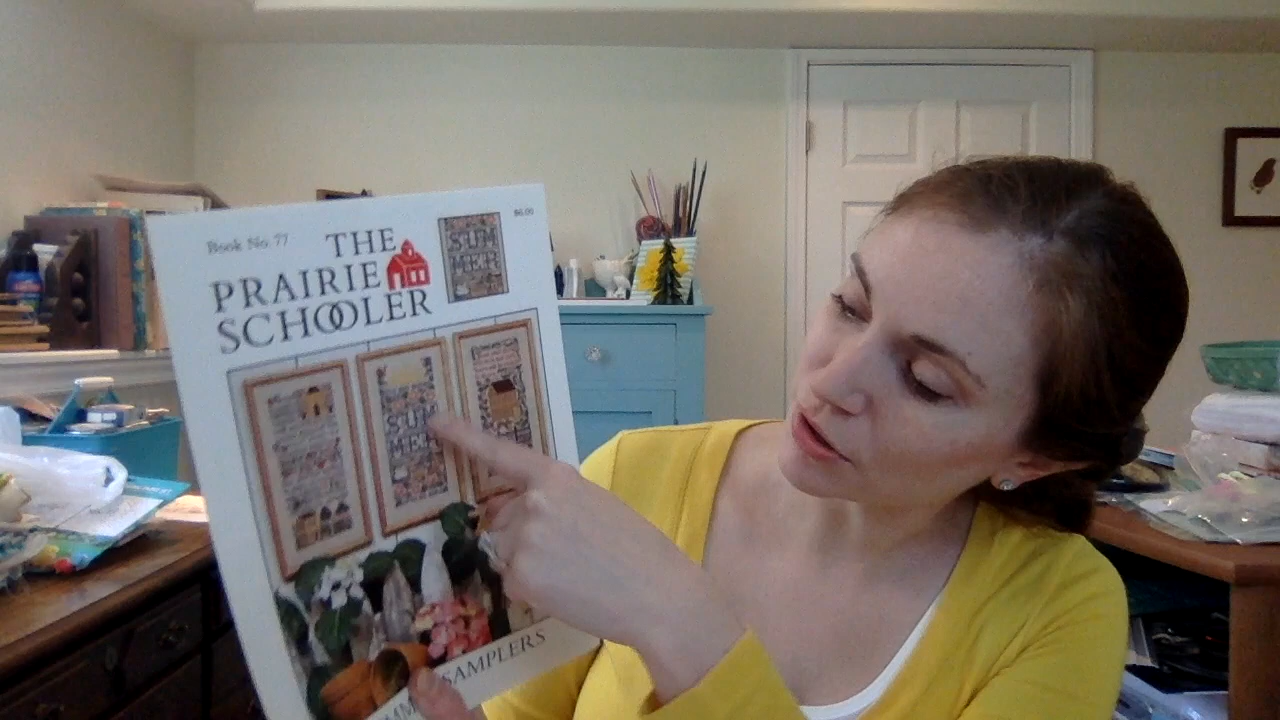 Book No. 77
$6.00
THE
PRAIRIE
SCHOOLER
SUM
MER
SUM
MER
SAMPLERS